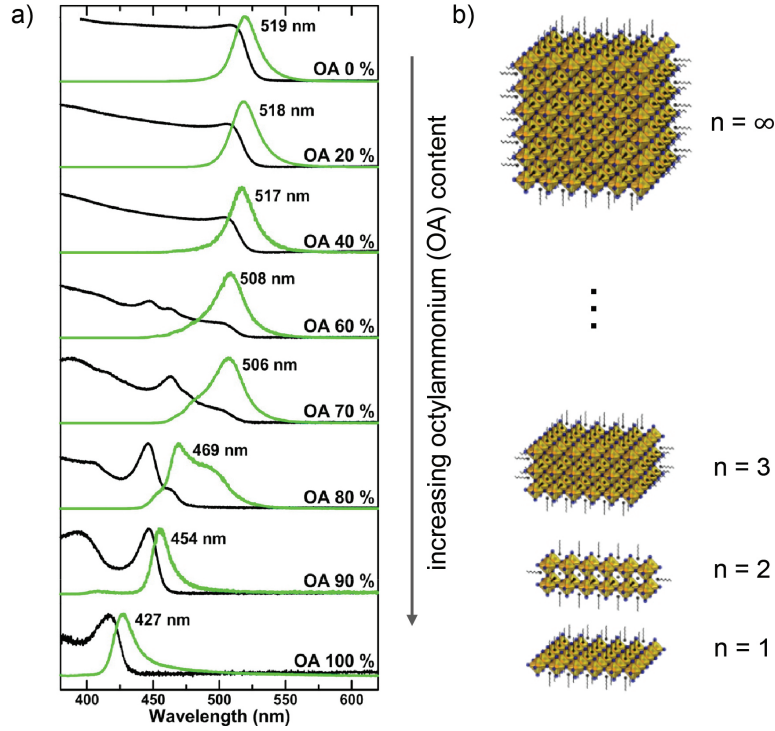 a)
519 nm
OA 0 %
518 nm
OA 20 %
517 nm
OA 40 %
508 nm
OA 60 %
506 nm
OA 70 %
469 nm
OA 80 %
454 nm
OA 90 %
427 nm
OA 100 %
400 450 500 550 600
Wavelength (nm)
increasing octylammonium (OA) content
b)
n = ∞
n = 3
n = 2
n = 1